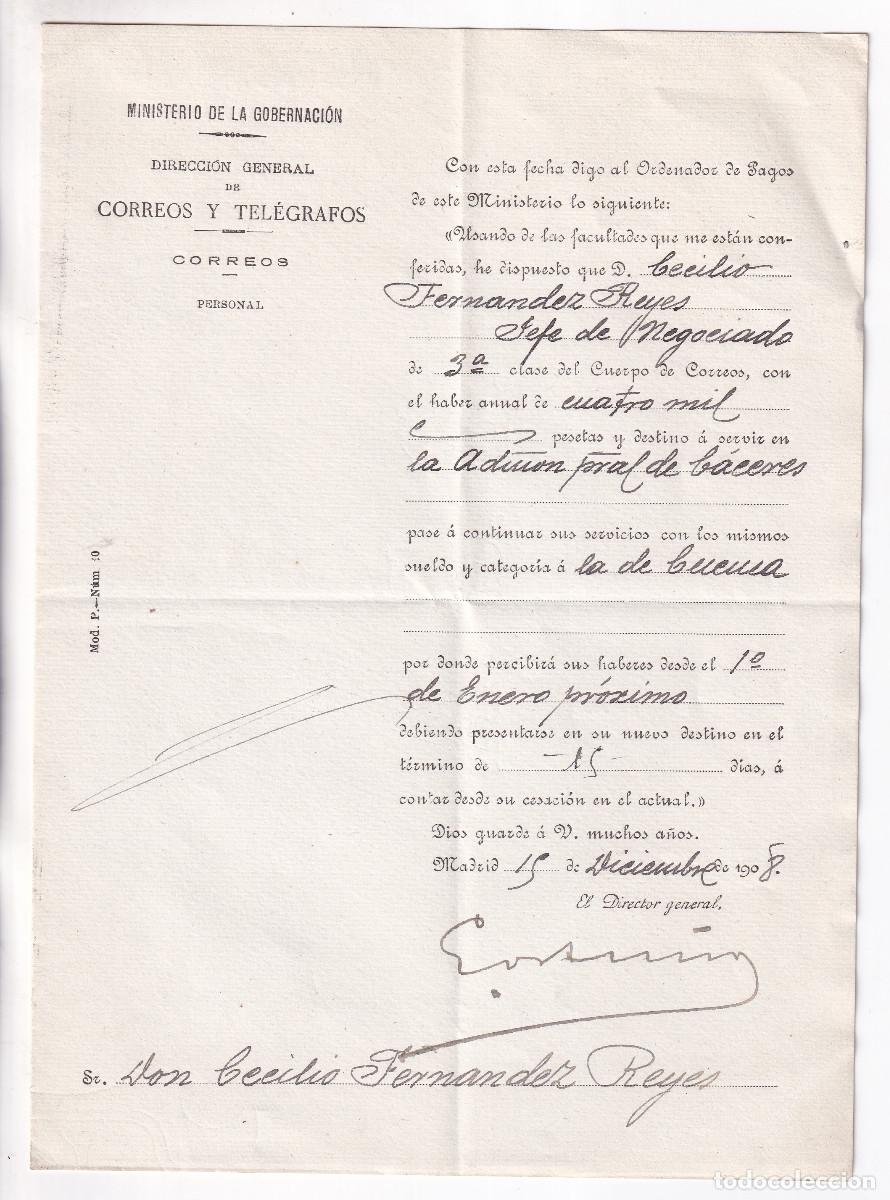 MINISTERIO DE LA GOBERNACIÓN
DIRECCIÓN GENERAL
DE
CORREOS Y TELÉGRAFOS
CORREOS
PERSONAL
Mod. P.—Núm
Con esta fecha digo al Ordenador de Pagos
de este Ministerio lo siguiente:
«Usando de las facultades que me están con-
feridas, he dispuesto que D. Cecilio
Fernandez Reyes
Jefe de Negociado
de 3ª clase del Cuerpo de Correos, con
el haber anual de cuatro mil
pesetas y destino á servir en
la Admon pral de Cáceres
pase á continuar sus servicios con los mismos
sueldo y categoría á la de Cuenca
por donde percibirá sus haberes desde el 1º
de Enero próximo
debiendo presentarse en su nuevo destino en el
término de —15— días, á
contar desde su cesación en el actual.»
Dios guarde á V. muchos años.
Madrid 15 de Diciembre de 1908.
El Director general,
Sr. Don Cecilio Fernandez Reyes
todocoleccion